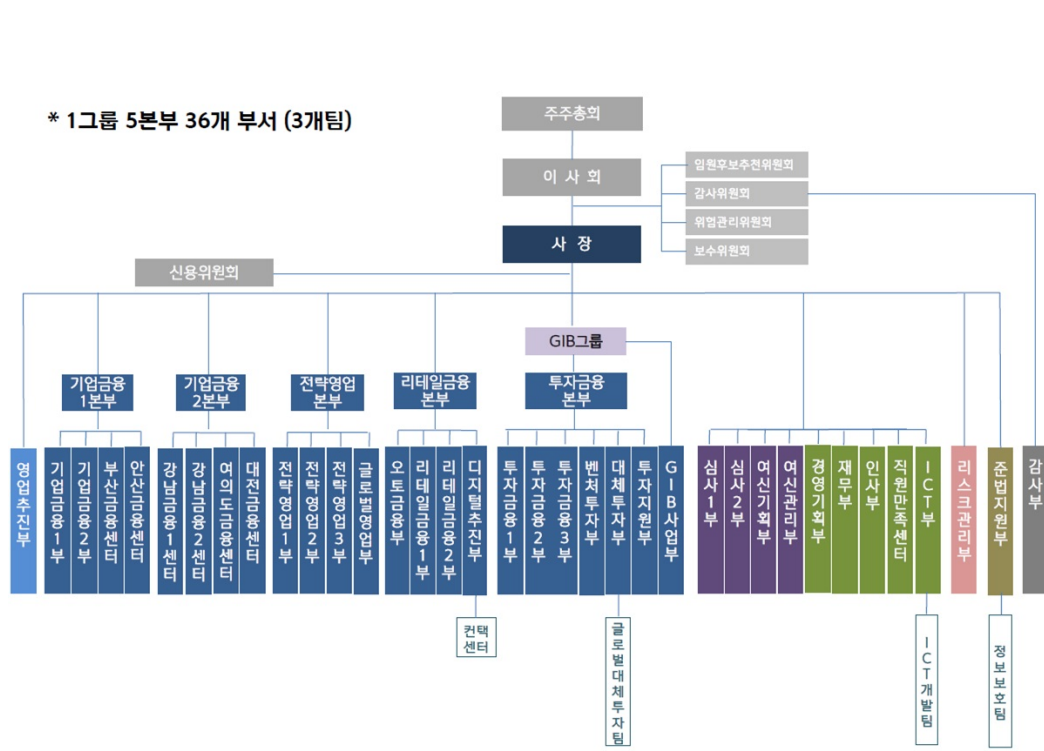 * 1그룹 5본부 36개 부서 (3개팀)
주주총회
이 사 회
임원후보추천위원회
감사위원회
위험관리위원회
보수위원회
사 장
신용위원회
GIB그룹
기업금융
1본부
기업금융
2본부
전략영업
본부
리테일금융
본부
투자금융
본부
영업추진부
기업금융1부
기업금융2부
부산금융센터
안산금융센터
강남금융1센터
강남금융2센터
여의도금융센터
대전금융센터
전략영업1부
전략영업2부
전략영업3부
글로벌영업부
오토금융부
리테일금융1부
리테일금융2부
디지털추진부
투자금융1부
투자금융2부
투자금융3부
벤처투자부
대체투자부
투자지원부
GIB사업부
심사1부
심사2부
여신기획부
여신관리부
경영기획부
재무부
인사부
직원만족센터
ICT부
리스크관리부
준법지원부
감사부
컨택
센터
글로벌대체투자팀
ICT개발팀
정보보호팀